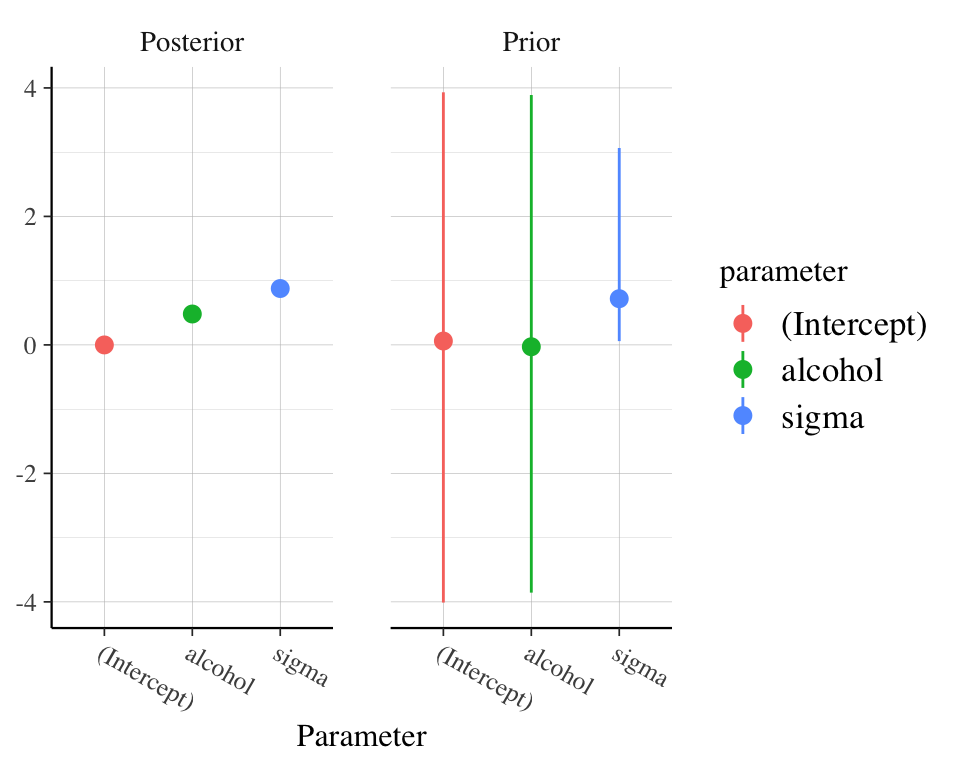 Posterior
Prior
4
2
0
-2
-4
(Intercept)
alcohol
sigma
(Intercept)
alcohol
sigma
Parameter
parameter
(Intercept)
alcohol
sigma